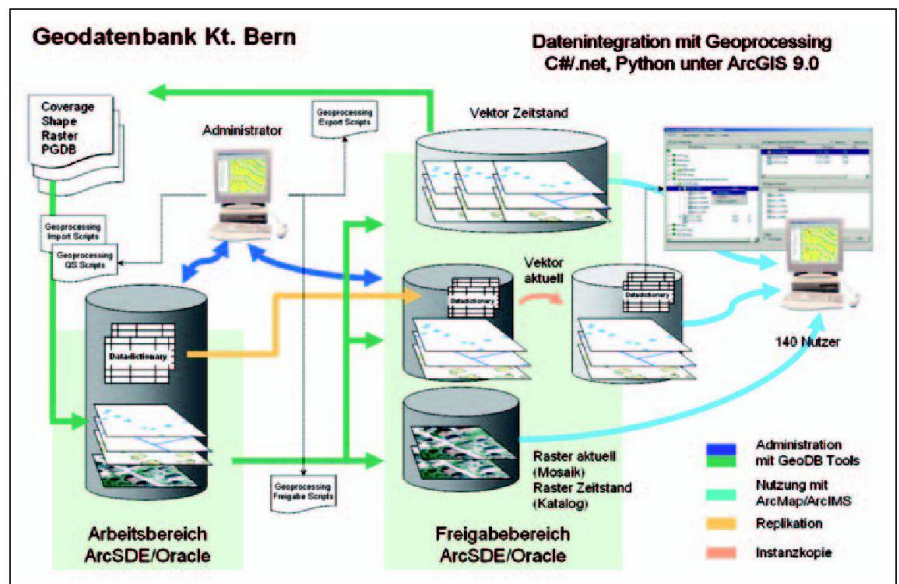 Geodatenbank Kt. Bern
Datenintegration mit Geoprocessing
C#/.net, Python unter ArcGIS 9.0
Coverage
Shape
Raster
PGDB
Administrator
Geoprocessing
Export Scripts
Vektor Zeitstand
Geoprocessing
Import Scripts
Geoprocessing
QS Scripts
Datadictionary
Datadictionary
Vektor
aktuell
Datadictionary
140 Nutzer
Geoprocessing
Freigabe Scripts
Raster aktuell
(Mosaik)
Raster Zeitstand
(Katalog)
Arbeitsbereich
ArcSDE/Oracle
Freigabebereich
ArcSDE/Oracle
Administration
mit GeoDB Tools
Nutzung mit
ArcMap/ArcIMS
Replikation
Instanzkopie